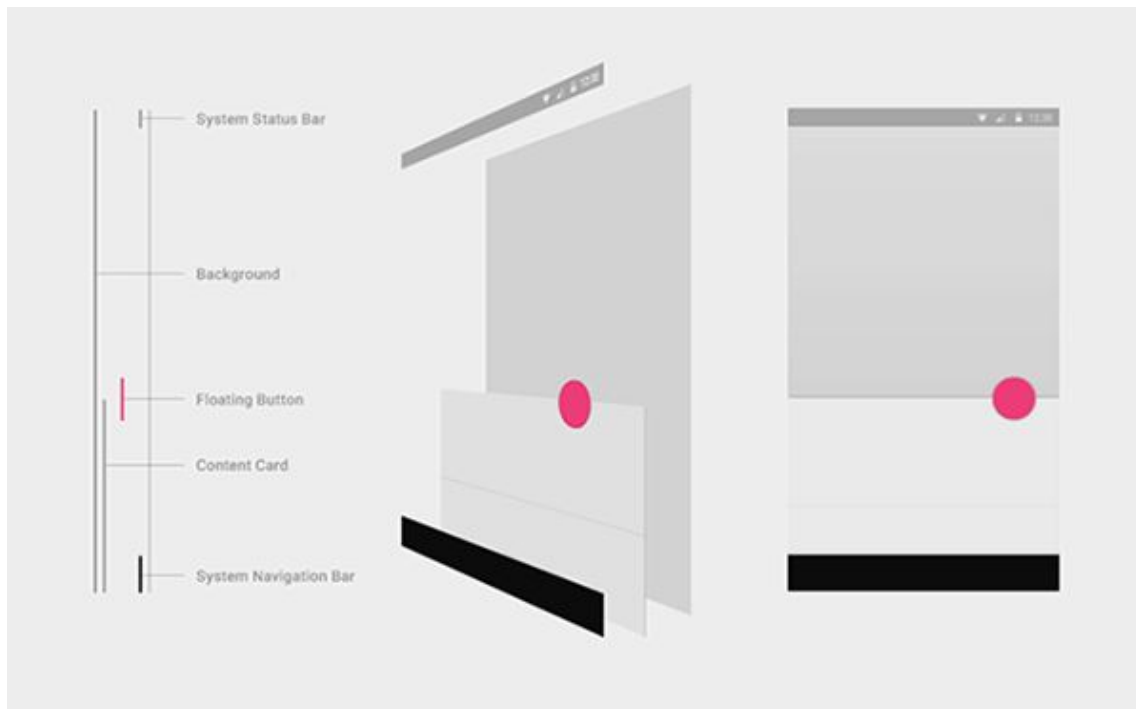 System Status Bar
Background
Floating Button
Content Card
System Navigation Bar